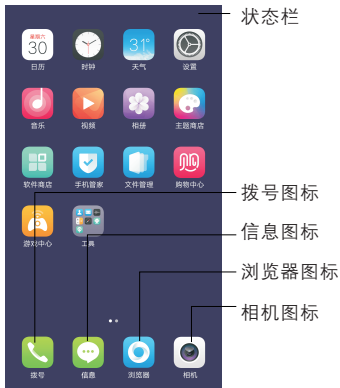 状态栏
星期六
30
31°
日历 时钟 天气 设置
音乐 视频 相册 主题商店
软件商店 手机管家 文件管理 购物中心
拨号图标
游戏中心 工具
信息图标
浏览器图标
相机图标
拨号 信息 浏览器 相机